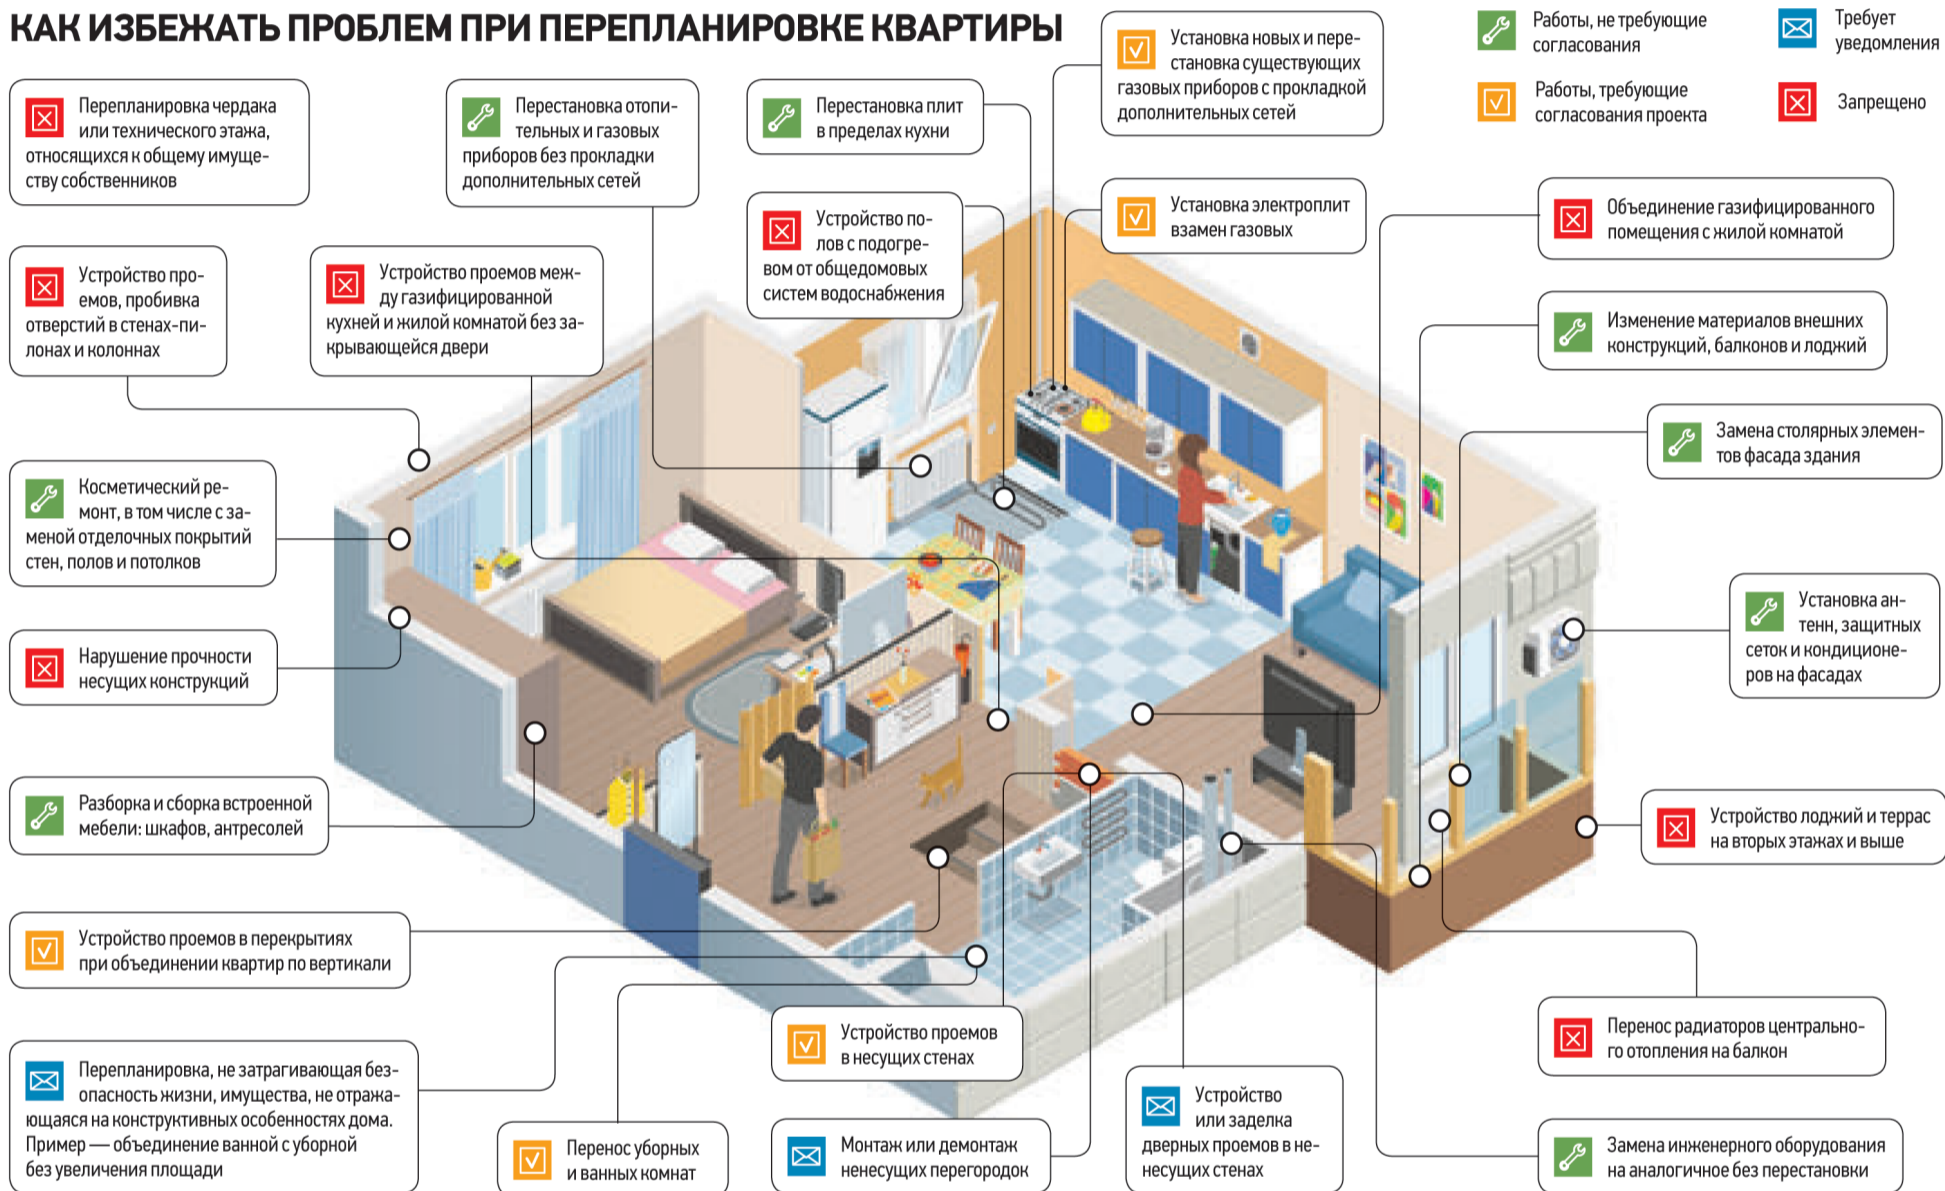 КАК ИЗБЕЖАТЬ ПРОБЛЕМ ПРИ ПЕРЕПЛАНИРОВКЕ КВАРТИРЫ
Работы, не требующие
согласования
Требует
уведомления
Работы, требующие
согласования проекта
Запрещено
Перепланировка чердака
или технического этажа,
относящихся к общему имуще-
ству собственников
Перестановка отопи-
тельных и газовых
приборов без прокладки
дополнительных сетей
Перестановка плит
в пределах кухни
Установка новых и пере-
становка существующих
газовых приборов с прокладкой
дополнительных сетей
Устройство про-
емов, пробивка
отверстий в стенах-пи-
лонах и колоннах
Устройство проемов меж-
ду газифицированной
кухней и жилой комнатой без за-
крывающейся двери
Устройство по-
лов с подогре-
вом от общедомовых
систем водоснабжения
Установка электроплит
взамен газовых
Объединение газифицированного
помещения с жилой комнатой
Изменение материалов внешних
конструкций, балконов и лоджий
Замена столярных элемен-
тов фасада здания
Косметический ре-
монт, в том числе с за-
меной отделочных покрытий
стен, полов и потолков
Установка ан-
тенн, защитных
сеток и кондиционе-
ров на фасадах
Нарушение прочности
несущих конструкций
Разборка и сборка встроенной
мебели: шкафов, антресолей
Устройство лоджий и террас
на вторых этажах и выше
Устройство проемов в перекрытиях
при объединении квартир по вертикали
Перепланировка, не затрагивающая без-
опасность жизни, имущества, не отража-
ющаяся на конструктивных особенностях дома.
Пример — объединение ванной с уборной
без увеличения площади
Перенос уборных
и ванных комнат
Устройство проемов
в несущих стенах
Монтаж или демонтаж
ненесущих перегородок
Устройство
или заделка
дверных проемов в не-
несущих стенах
Перенос радиаторов центрально-
го отопления на балкон
Замена инженерного оборудования
на аналогичное без перестановки